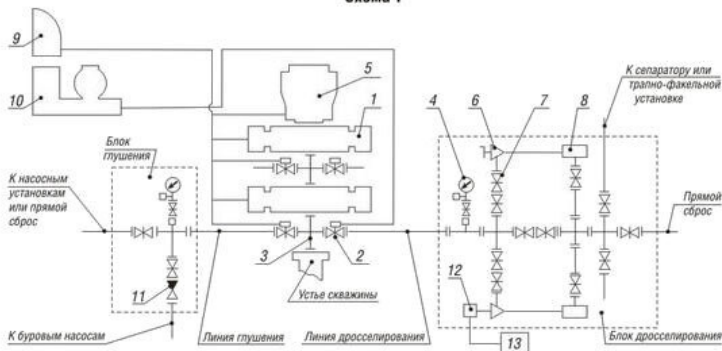 Схема 1
9
10
5
1
4
6
7
8
К сепаратору или
трапно-факельной
установке
Блок
глушения
К насосным
установкам
или прямой
сброс
Прямой
сброс
3
2
11
Устье скважины
12
13
К буровым насосам
Линия глушения
Линия дросселирования
Блок дросселирования